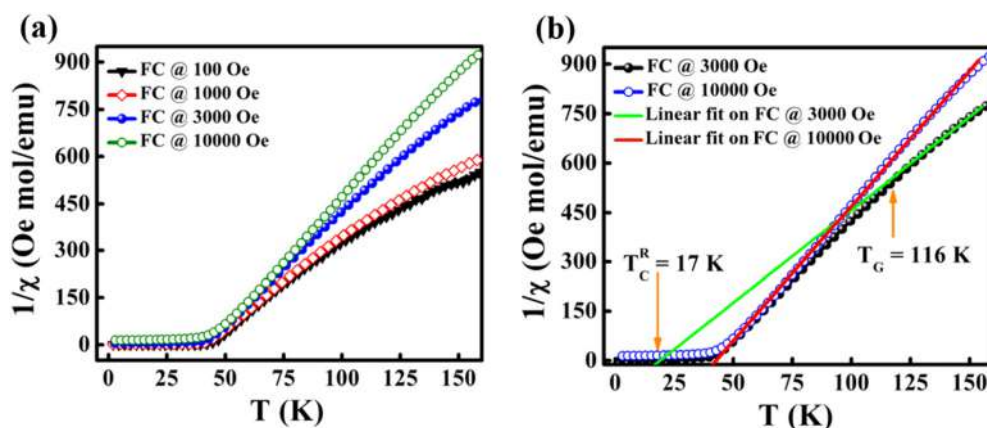 (a)
1/χ (Oe mol/emu)
900
750
600
450
300
150
0
FC @ 100 Oe
FC @ 1000 Oe
FC @ 3000 Oe
FC @ 10000 Oe
0 25 50 75 100 125 150
T (K)
(b)
1/χ (Oe mol/emu)
900
750
600
450
300
150
0
FC @ 3000 Oe
FC @ 10000 Oe
Linear fit on FC @ 3000 Oe
Linear fit on FC @ 10000 Oe
T_C^R = 17 K
T_G = 116 K
0 25 50 75 100 125 150
T (K)